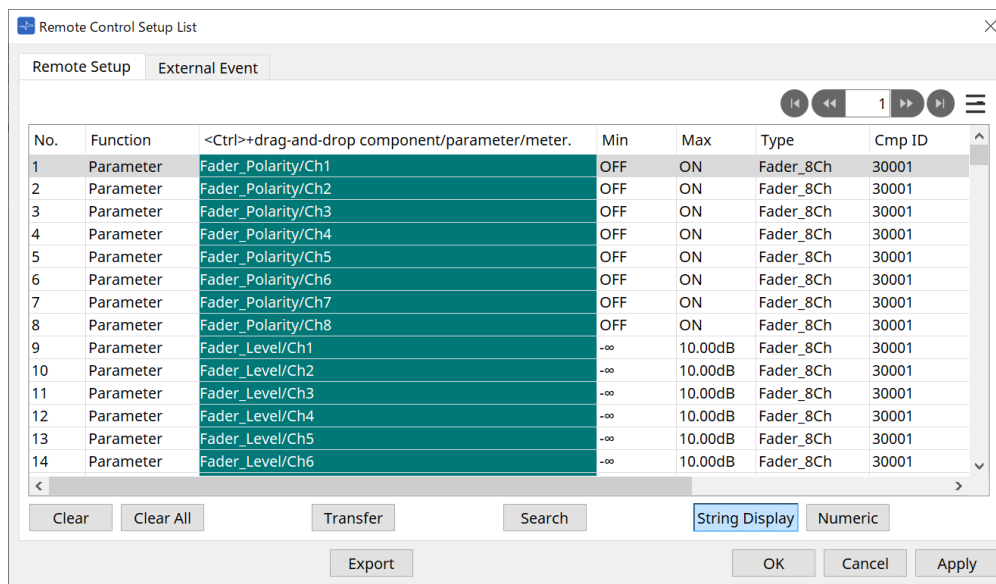 Remote Control Setup List
Remote Setup External Event
1
No. Function <Ctrl>+drag-and-drop component/parameter/meter. Min Max Type Cmp ID
1 Parameter Fader_Polarity/Ch1 OFF ON Fader_8Ch 30001
2 Parameter Fader_Polarity/Ch2 OFF ON Fader_8Ch 30001
3 Parameter Fader_Polarity/Ch3 OFF ON Fader_8Ch 30001
4 Parameter Fader_Polarity/Ch4 OFF ON Fader_8Ch 30001
5 Parameter Fader_Polarity/Ch5 OFF ON Fader_8Ch 30001
6 Parameter Fader_Polarity/Ch6 OFF ON Fader_8Ch 30001
7 Parameter Fader_Polarity/Ch7 OFF ON Fader_8Ch 30001
8 Parameter Fader_Polarity/Ch8 OFF ON Fader_8Ch 30001
9 Parameter Fader_Level/Ch1 -∞ 10.00dB Fader_8Ch 30001
10 Parameter Fader_Level/Ch2 -∞ 10.00dB Fader_8Ch 30001
11 Parameter Fader_Level/Ch3 -∞ 10.00dB Fader_8Ch 30001
12 Parameter Fader_Level/Ch4 -∞ 10.00dB Fader_8Ch 30001
13 Parameter Fader_Level/Ch5 -∞ 10.00dB Fader_8Ch 30001
14 Parameter Fader_Level/Ch6 -∞ 10.00dB Fader_8Ch 30001
Clear Clear All Transfer Search String Display Numeric
Export OK Cancel Apply